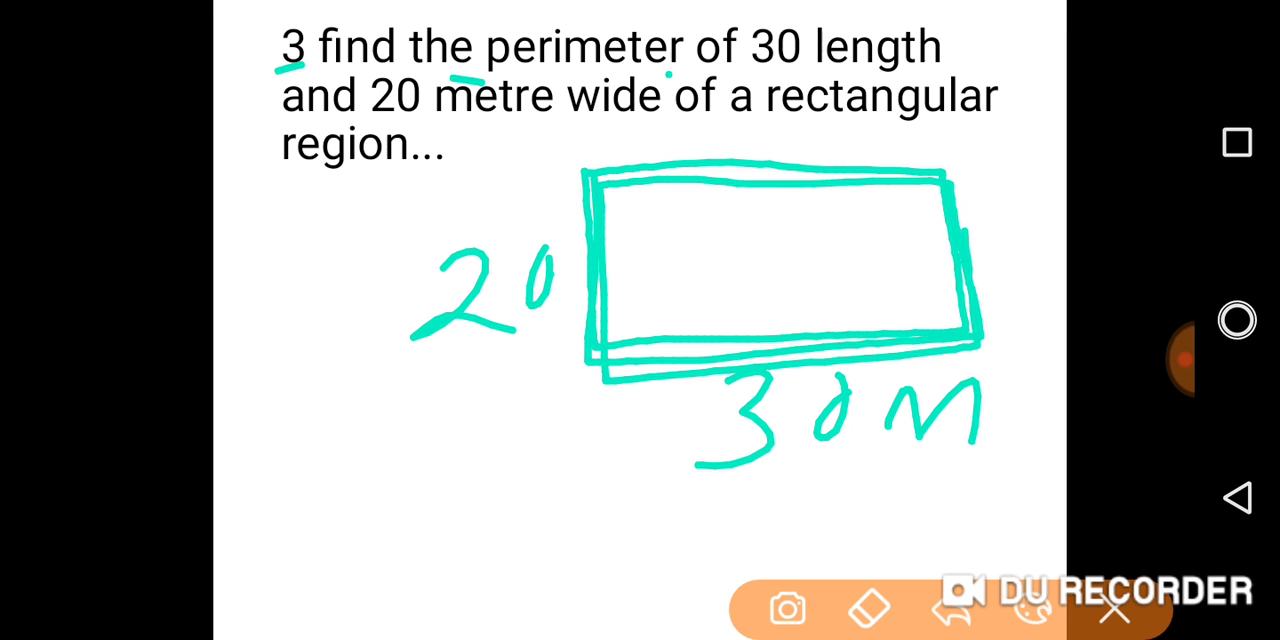 3 find the perimeter of 30 length
and 20 metre wide of a rectangular
region...
20
30M
DU RECORDER